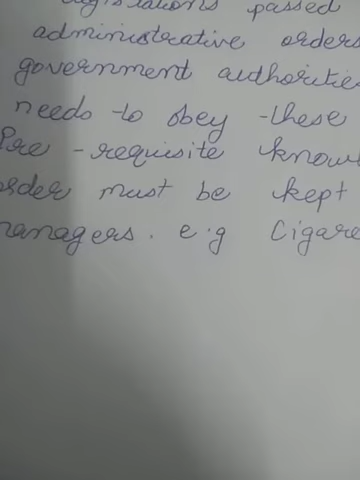 passed
administrative orders
government authorities
needs to obey these
Pre-requisite know
order must be kept
managers. e.g Cigare